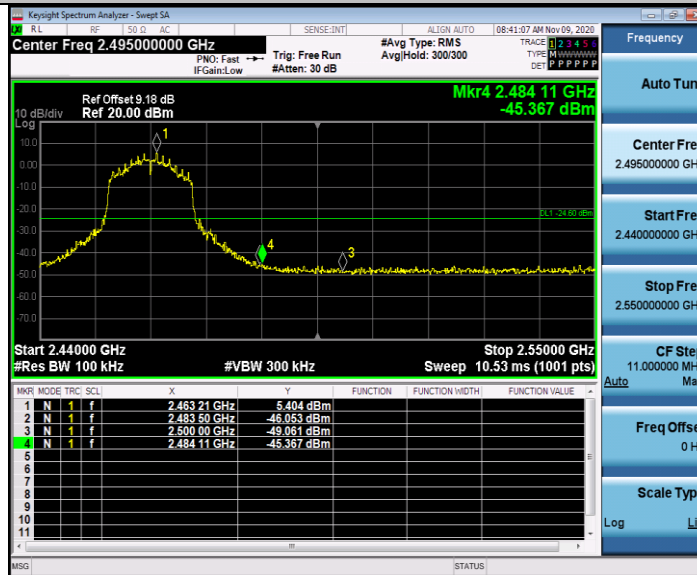 Keysight Spectrum Analyzer - Swept SA
LXI RL RF 50 Ω AC SENSE:INT ALIGN AUTO 08:41:07 AM Nov 09, 2020
Center Freq 2.495000000 GHz
PNO: Fast
IFGain:Low
Trig: Free Run
#Atten: 30 dB
#Avg Type: RMS
Avg|Hold: 300/300
TRACE 1 2 3 4 5 6
TYPE M W W W W W
DET P P P P P P
Mkr4 2.484 11 GHz
-45.367 dBm
Ref Offset 9.18 dB
10 dB/div Ref 20.00 dBm
Log
10.0
0.00
-10.0
-20.0
-30.0
-40.0
-50.0
-60.0
-70.0
1
4
3
DL1 -24.60 dBm
Start 2.44000 GHz Stop 2.55000 GHz
#Res BW 100 kHz #VBW 300 kHz Sweep 10.53 ms (1001 pts)
MKR MODE TRC SCL X Y FUNCTION FUNCTION WIDTH FUNCTION VALUE
1 N 1 f 2.463 21 GHz 5.404 dBm
2 N 1 f 2.483 50 GHz -46.053 dBm
3 N 1 f 2.500 00 GHz -49.061 dBm
4 N 1 f 2.484 11 GHz -45.367 dBm
5
6
7
8
9
10
11
MSG STATUS
Frequency
Auto Tun
Center Fre
2.495000000 GH
Start Fre
2.440000000 GH
Stop Fre
2.550000000 GH
CF Ste
11.000000 MH
Auto Ma
Freq Offse
0 H
Scale Typ
Log Li